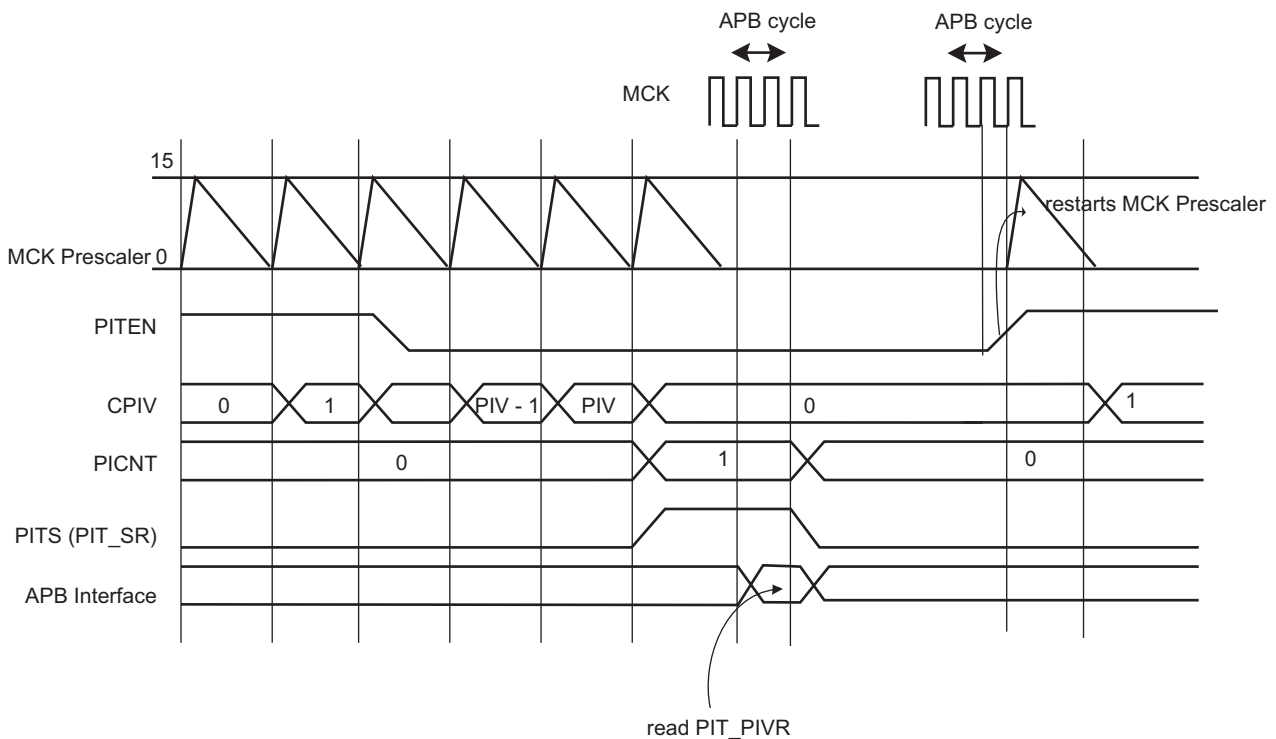 APB cycle
APB cycle
MCK
15
restarts MCK Prescaler
MCK Prescaler 0
PITEN
CPIV
0
1
PIV - 1
PIV
0
1
PICNT
0
1
0
PITS (PIT_SR)
APB Interface
read PIT_PIVR